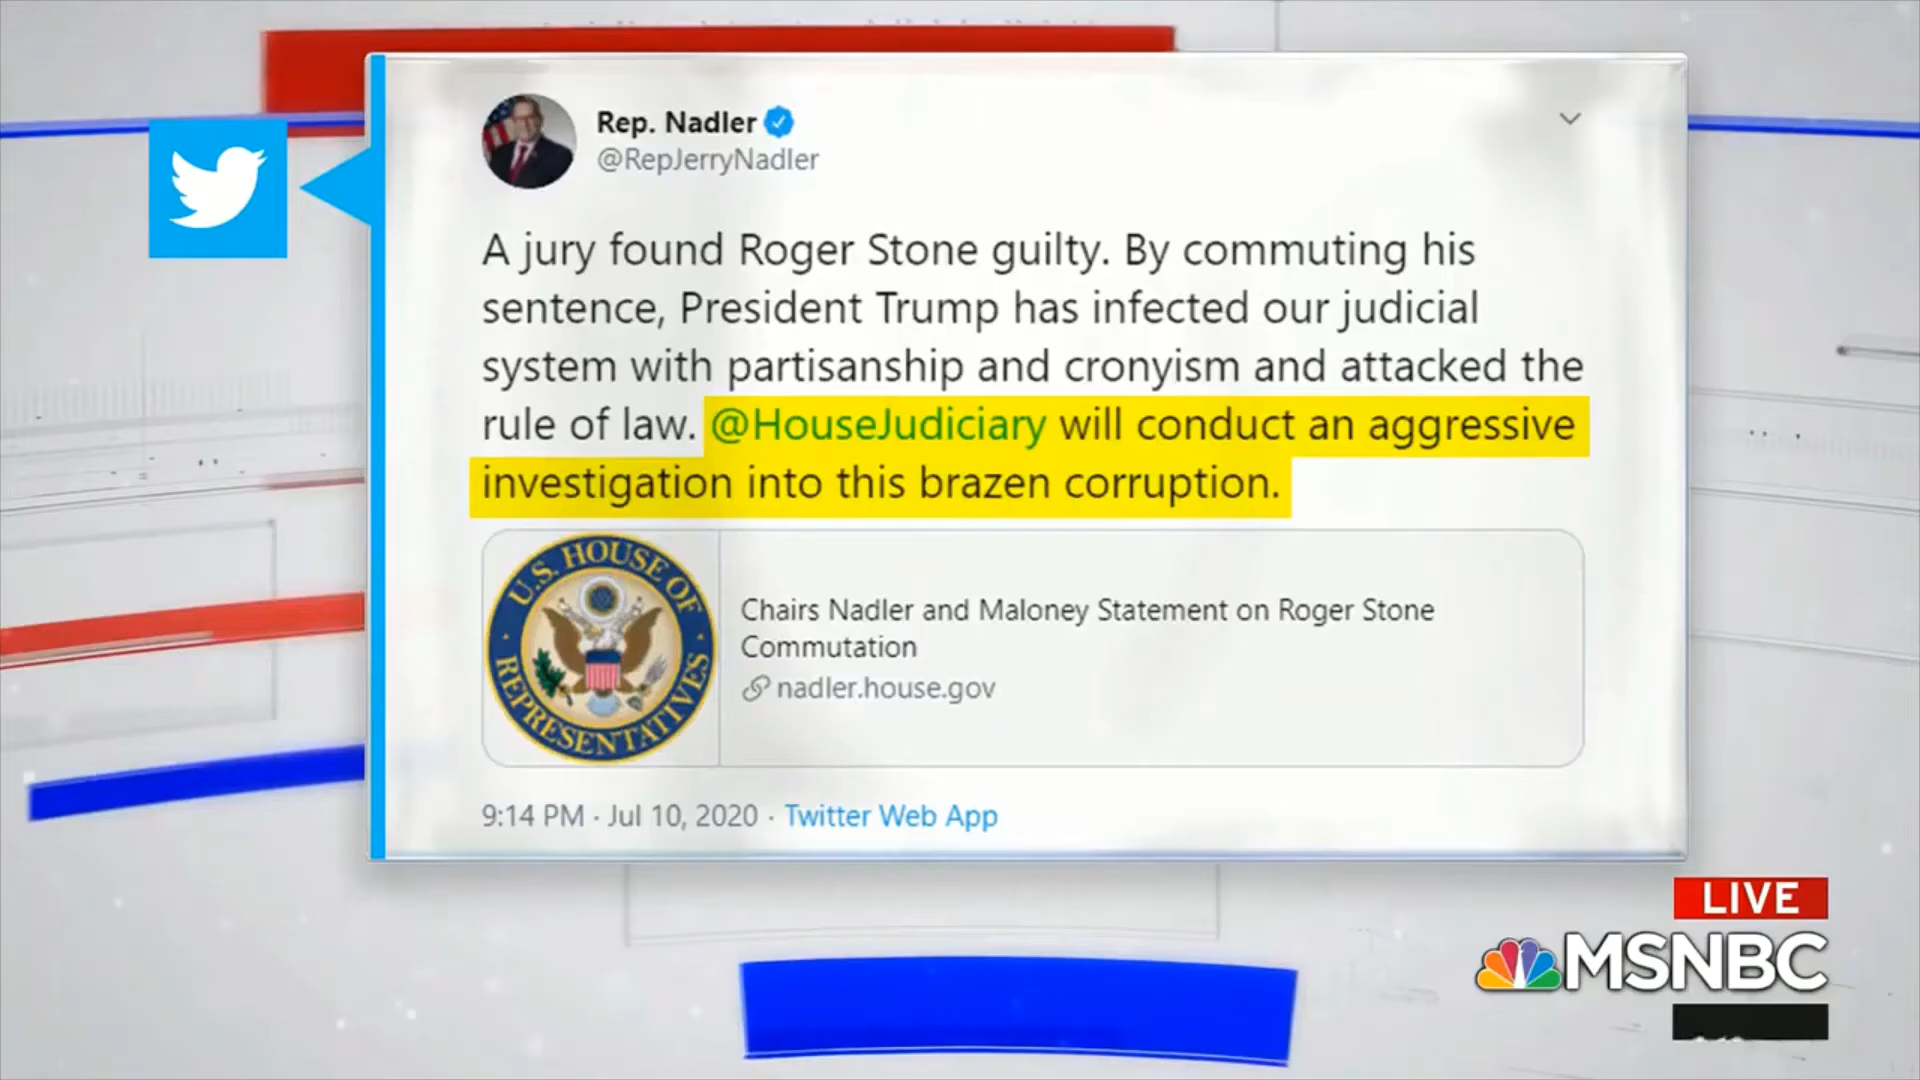 Rep. Nadler
@RepJerryNadler
A jury found Roger Stone guilty. By commuting his
sentence, President Trump has infected our judicial
system with partisanship and cronyism and attacked the
rule of law. @HouseJudiciary will conduct an aggressive
investigation into this brazen corruption.
U.S. HOUSE OF
REPRESENTATIVES
Chairs Nadler and Maloney Statement on Roger Stone
Commutation
nadler.house.gov
9:14 PM · Jul 10, 2020 · Twitter Web App
LIVE
MSNBC